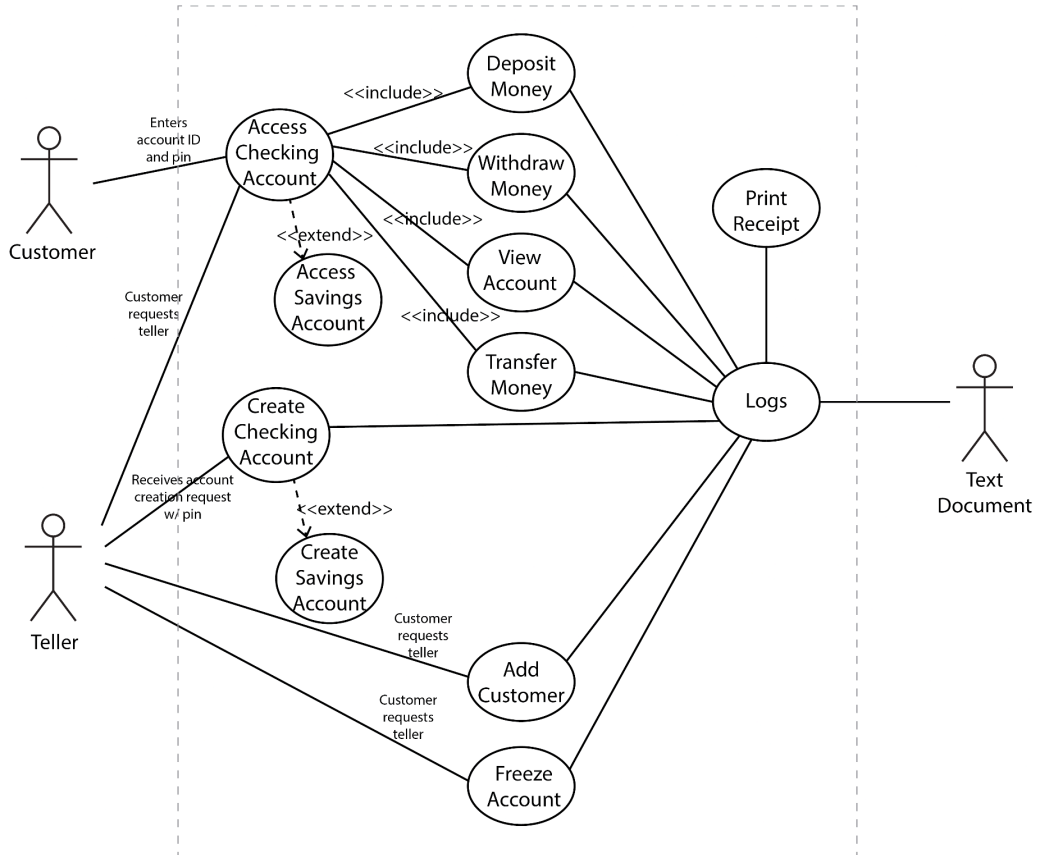 Deposit
Money
<<include>>
Enters
account ID
and pin
Access
Checking
Account
<<include>>
Withdraw
Money
Print
Receipt
Customer
<<include>>
<<extend>>
View
Account
Access
Savings
Account
Customer
requests
teller
<<include>>
Transfer
Money
Logs
Create
Checking
Account
Text
Document
Receives account
creation request
w/ pin
<<extend>>
Create
Savings
Account
Teller
Customer
requests
teller
Add
Customer
Customer
requests
teller
Freeze
Account